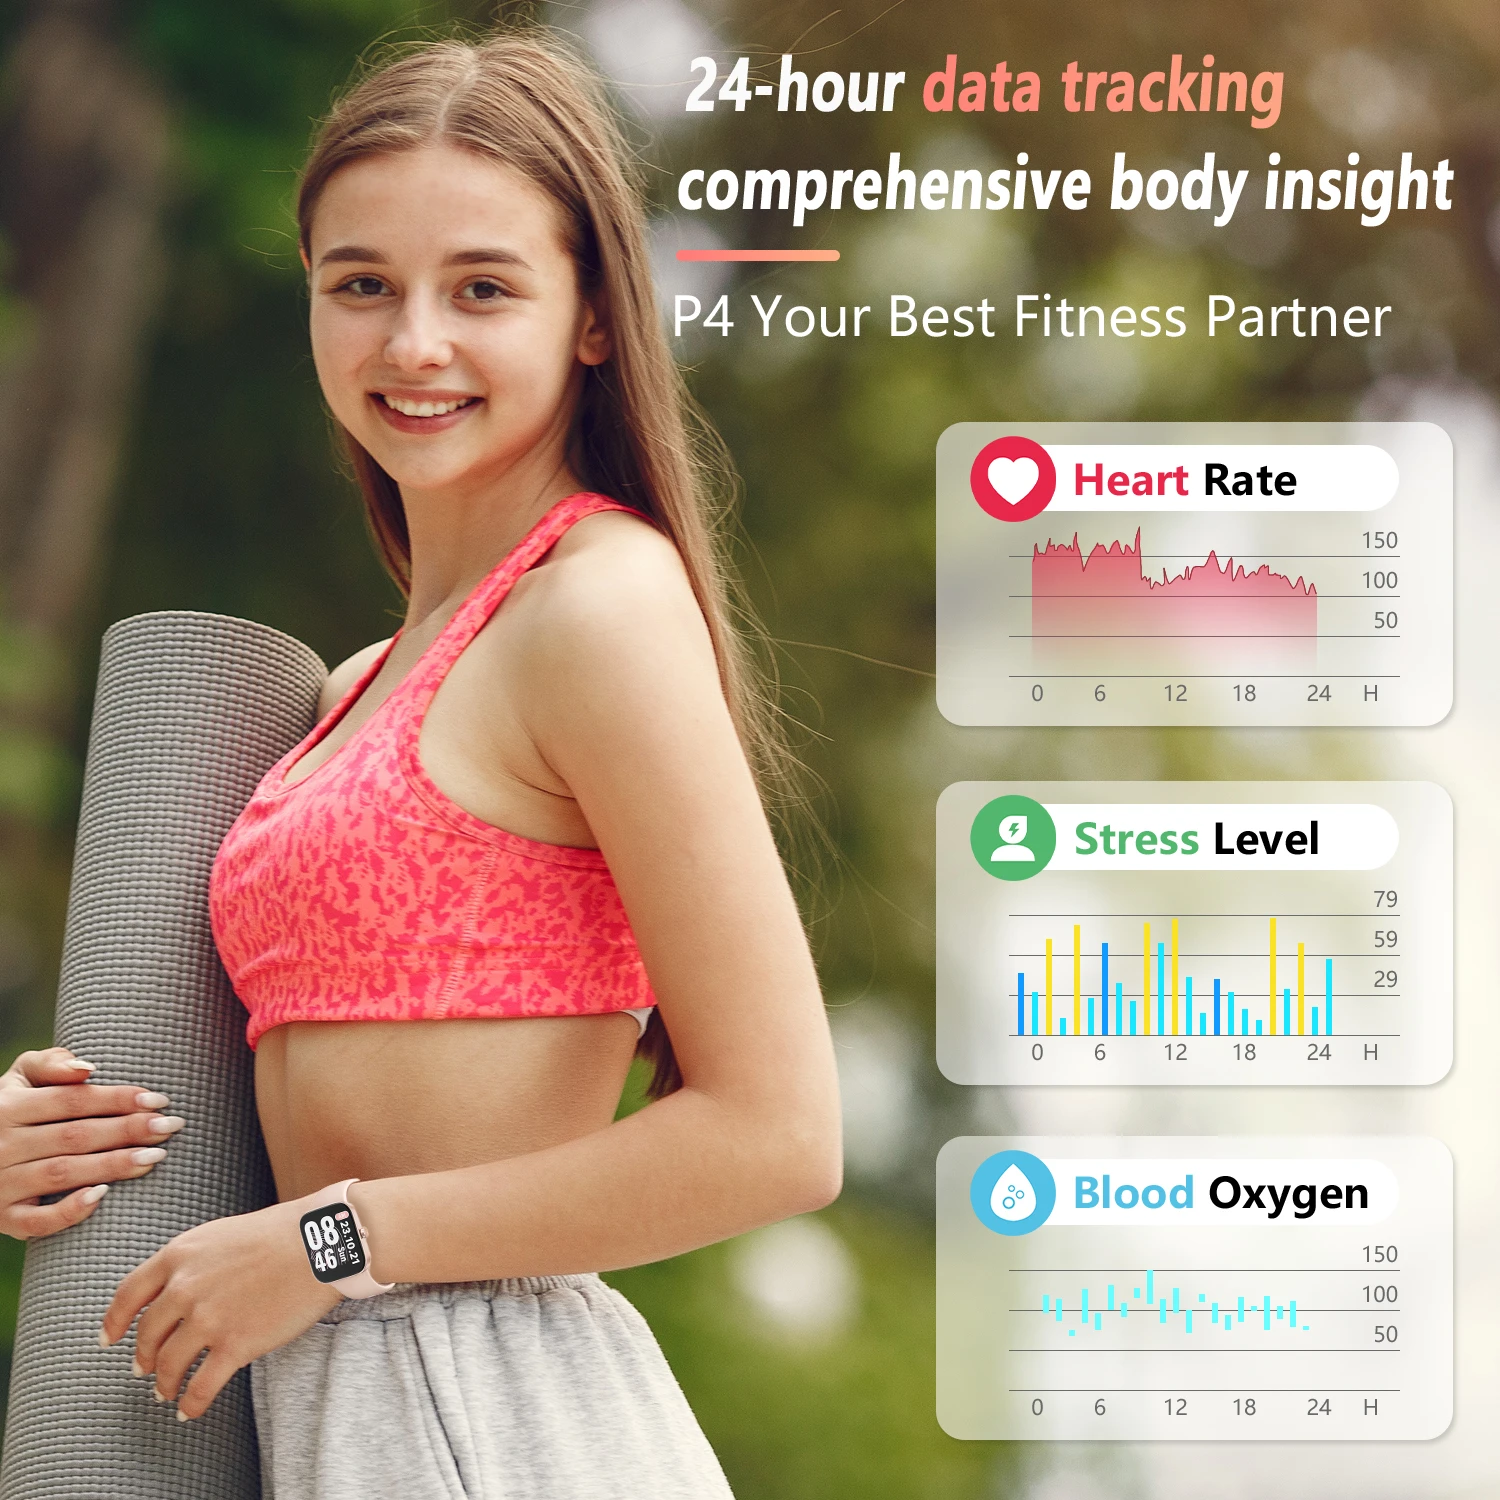 24-hour data tracking
comprehensive body insight
P4 Your Best Fitness Partner
Heart Rate
150
100
50
0 6 12 18 24 H
Stress Level
79
59
29
0 6 12 18 24 H
Blood Oxygen
150
100
50
0 6 12 18 24 H
08
46
23.10.21
Sun